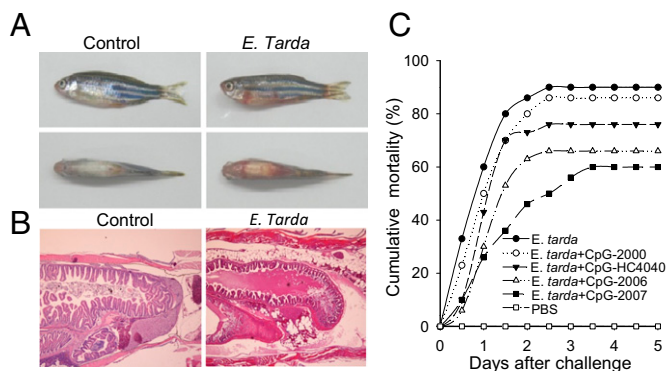 A
Control
E. Tarda
B
Control
E. Tarda
C
Cumulative mortality (%)
100
80
60
40
20
0
E. tarda
E. tarda+CpG-2000
E. tarda+CpG-HC4040
E. tarda+CpG-2006
E. tarda+CpG-2007
PBS
0 1 2 3 4 5
Days after challenge